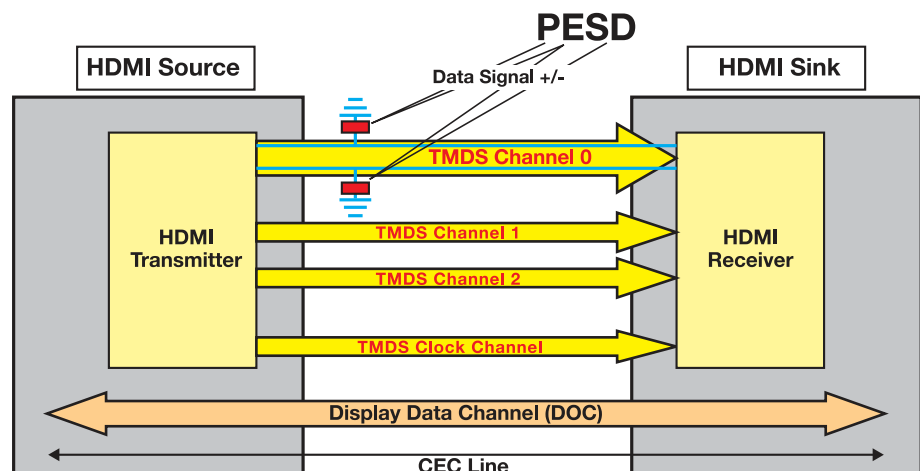 PESD
HDMI Source
Data Signal +/-
HDMI Sink
TMDS Channel 0
HDMI
Transmitter
TMDS Channel 1
HDMI
Receiver
TMDS Channel 2
TMDS Clock Channel
Display Data Channel (DOC)
CEC Line